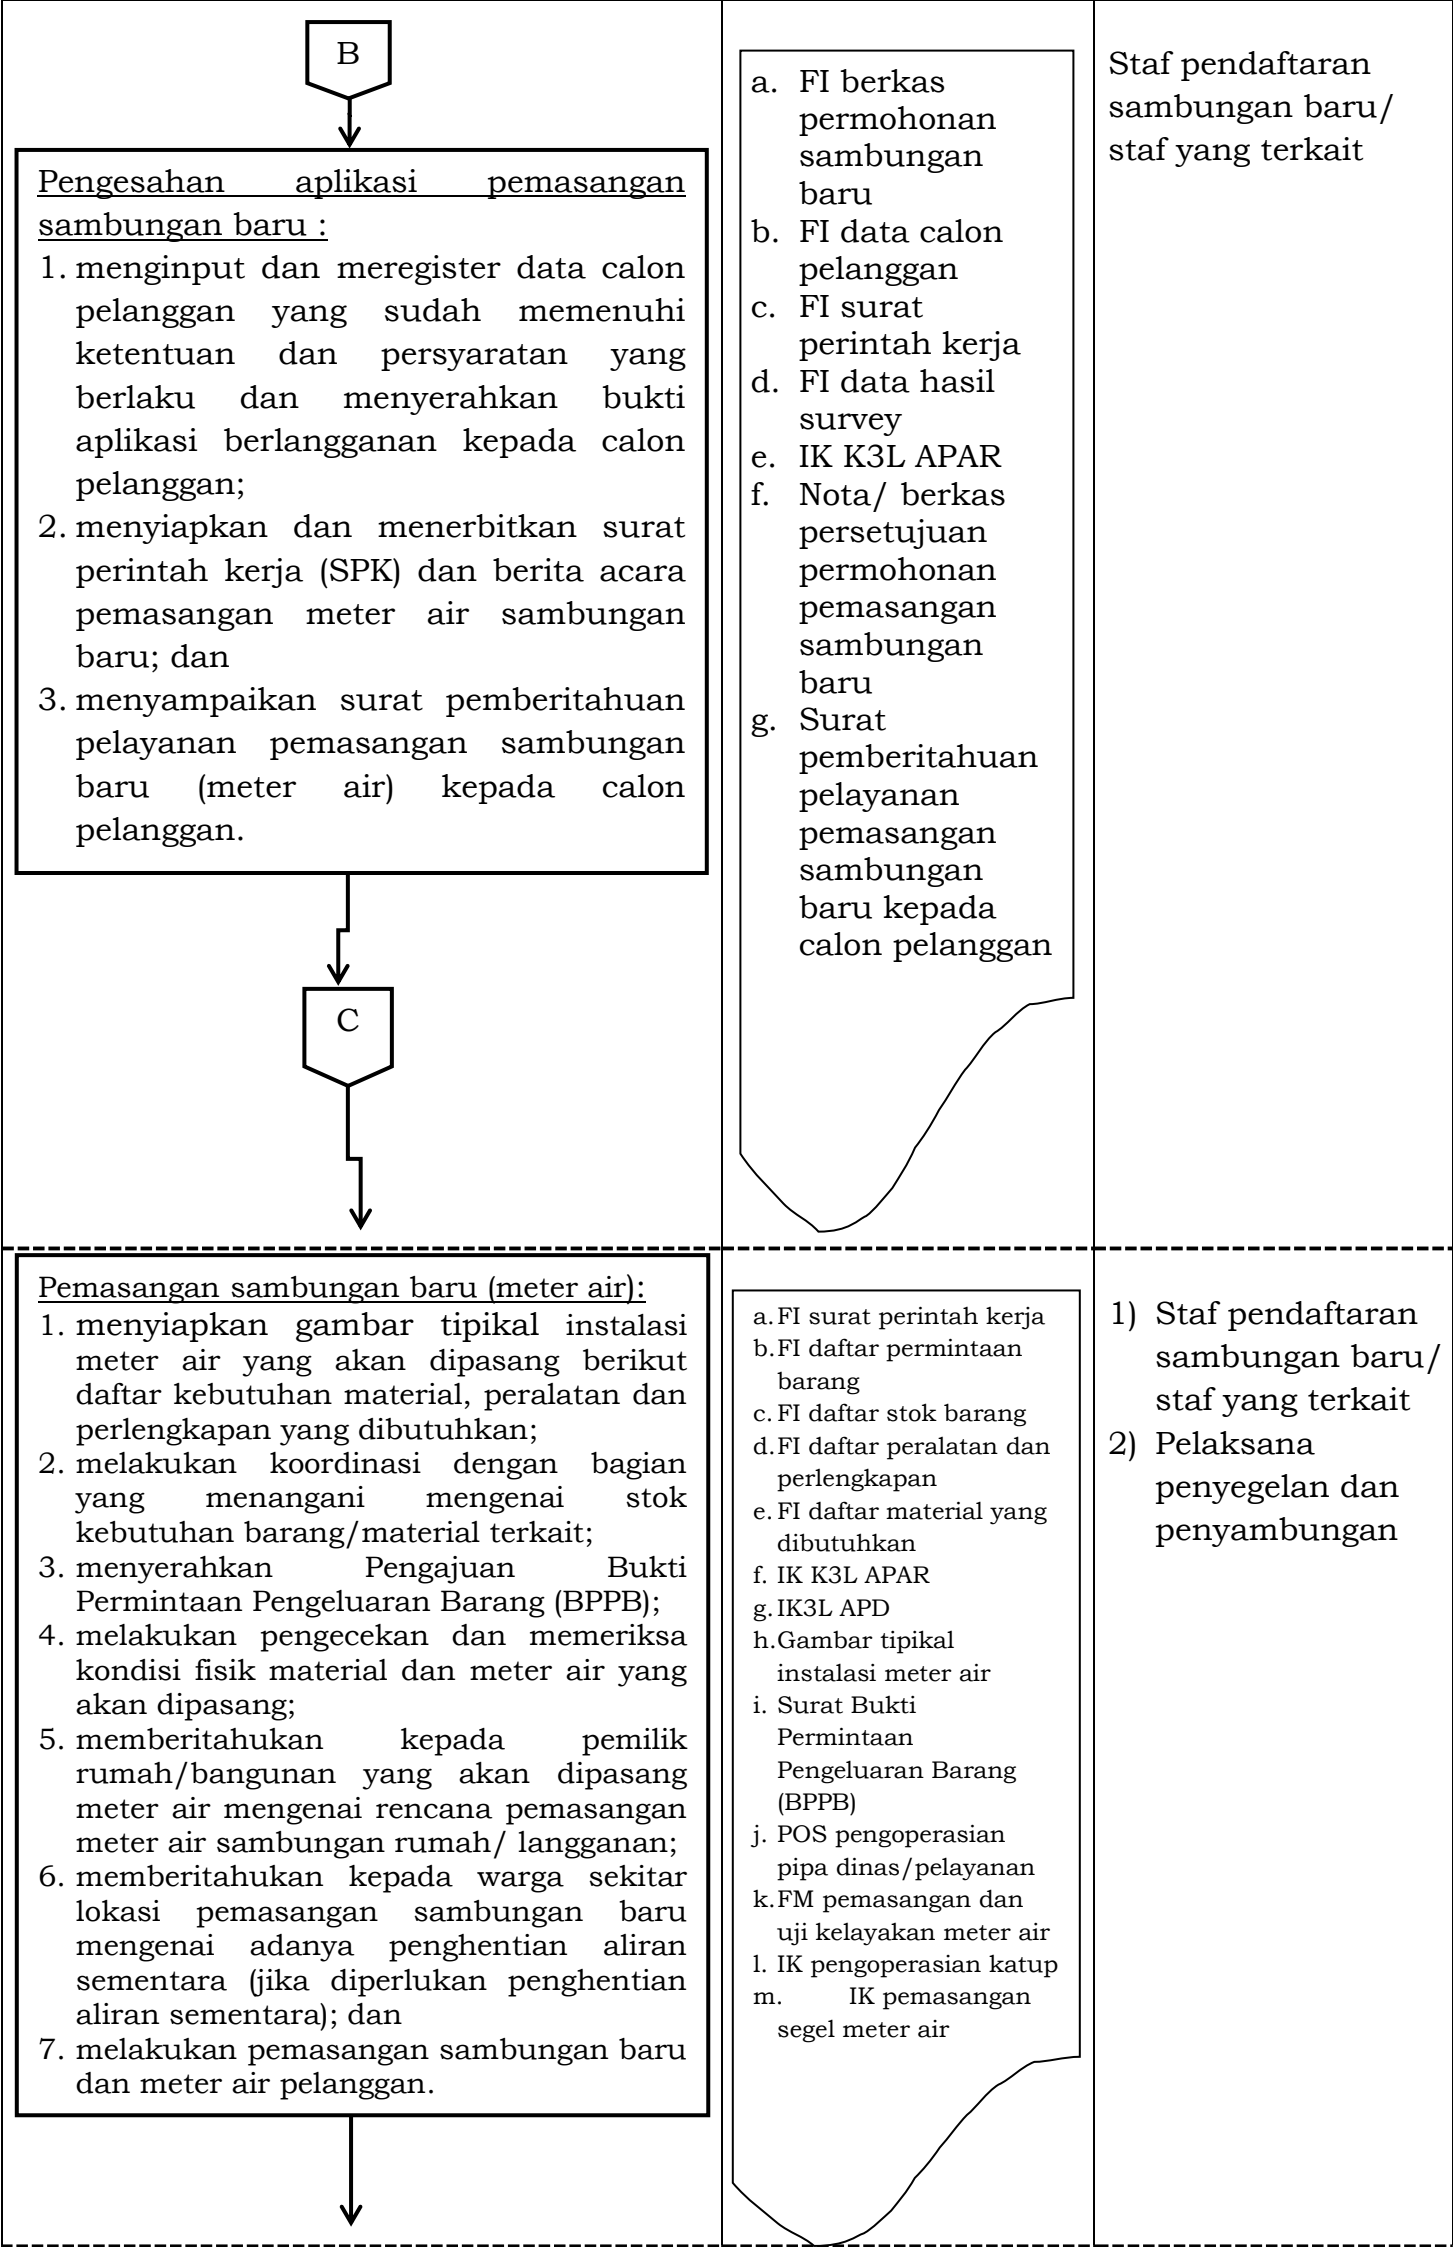 B
Pengesahan aplikasi pemasangan
sambungan baru :
1. menginput dan meregister data calon
pelanggan yang sudah memenuhi
ketentuan dan persyaratan yang
berlaku dan menyerahkan bukti
aplikasi berlangganan kepada calon
pelanggan;
2. menyiapkan dan menerbitkan surat
perintah kerja (SPK) dan berita acara
pemasangan meter air sambungan
baru; dan
3. menyampaikan surat pemberitahuan
pelayanan pemasangan sambungan
baru (meter air) kepada calon
pelanggan.
C
a. FI berkas
permohonan
sambungan
baru
b. FI data calon
pelanggan
c. FI surat
perintah kerja
d. FI data hasil
survey
e. IK K3L APAR
f. Nota/ berkas
persetujuan
permohonan
pemasangan
sambungan
baru
g. Surat
pemberitahuan
pelayanan
pemasangan
sambungan
baru kepada
calon pelanggan
Staf pendaftaran
sambungan baru/
staf yang terkait
Pemasangan sambungan baru (meter air):
1. menyiapkan gambar tipikal instalasi
meter air yang akan dipasang berikut
daftar kebutuhan material, peralatan dan
perlengkapan yang dibutuhkan;
2. melakukan koordinasi dengan bagian
yang menangani mengenai stok
kebutuhan barang/material terkait;
3. menyerahkan Pengajuan Bukti
Permintaan Pengeluaran Barang (BPPB);
4. melakukan pengecekan dan memeriksa
kondisi fisik material dan meter air yang
akan dipasang;
5. memberitahukan kepada pemilik
rumah/bangunan yang akan dipasang
meter air mengenai rencana pemasangan
meter air sambungan rumah/ langganan;
6. memberitahukan kepada warga sekitar
lokasi pemasangan sambungan baru
mengenai adanya penghentian aliran
sementara (jika diperlukan penghentian
aliran sementara); dan
7. melakukan pemasangan sambungan baru
dan meter air pelanggan.
a. FI surat perintah kerja
b. FI daftar permintaan
barang
c. FI daftar stok barang
d. FI daftar peralatan dan
perlengkapan
e. FI daftar material yang
dibutuhkan
f. IK K3L APAR
g. IK3L APD
h. Gambar tipikal
instalasi meter air
i. Surat Bukti
Permintaan
Pengeluaran Barang
(BPPB)
j. POS pengoperasian
pipa dinas/pelayanan
k. FM pemasangan dan
uji kelayakan meter air
l. IK pengoperasian katup
m. IK pemasangan
segel meter air
1) Staf pendaftaran
sambungan baru/
staf yang terkait
2) Pelaksana
penyegelan dan
penyambungan